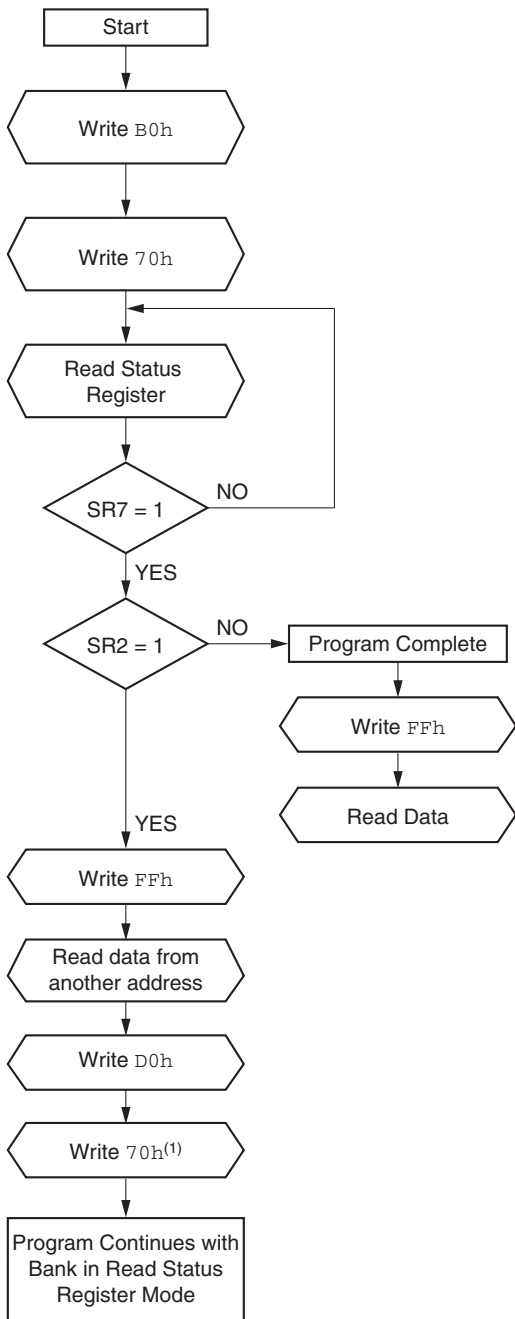 Start
Write B0h
Write 70h
Read Status
Register
SR7 = 1
NO
YES
SR2 = 1
NO
Program Complete
Write FFh
Read Data
YES
Write FFh
Read data from
another address
Write D0h
Write 70h(1)
Program Continues with
Bank in Read Status
Register Mode